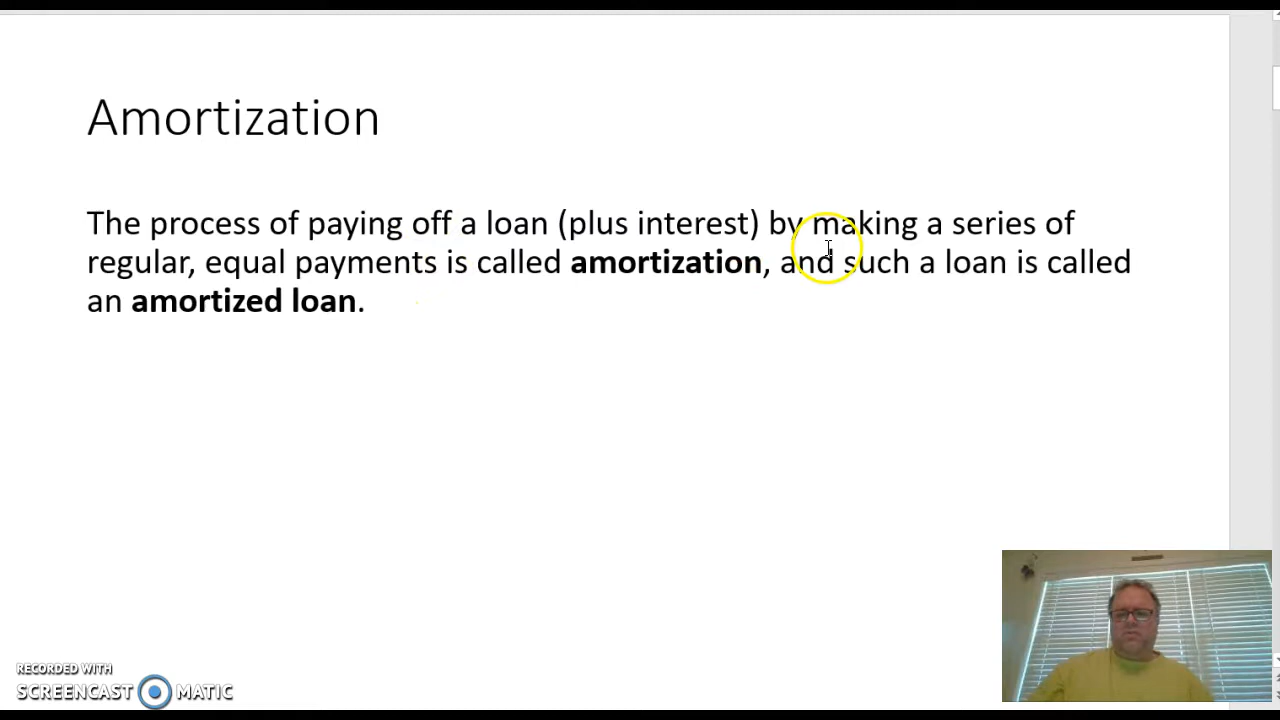 Amortization
The process of paying off a loan (plus interest) by making a series of
regular, equal payments is called amortization, and such a loan is called
an amortized loan.
RECORDED WITH
SCREENCAST MATIC